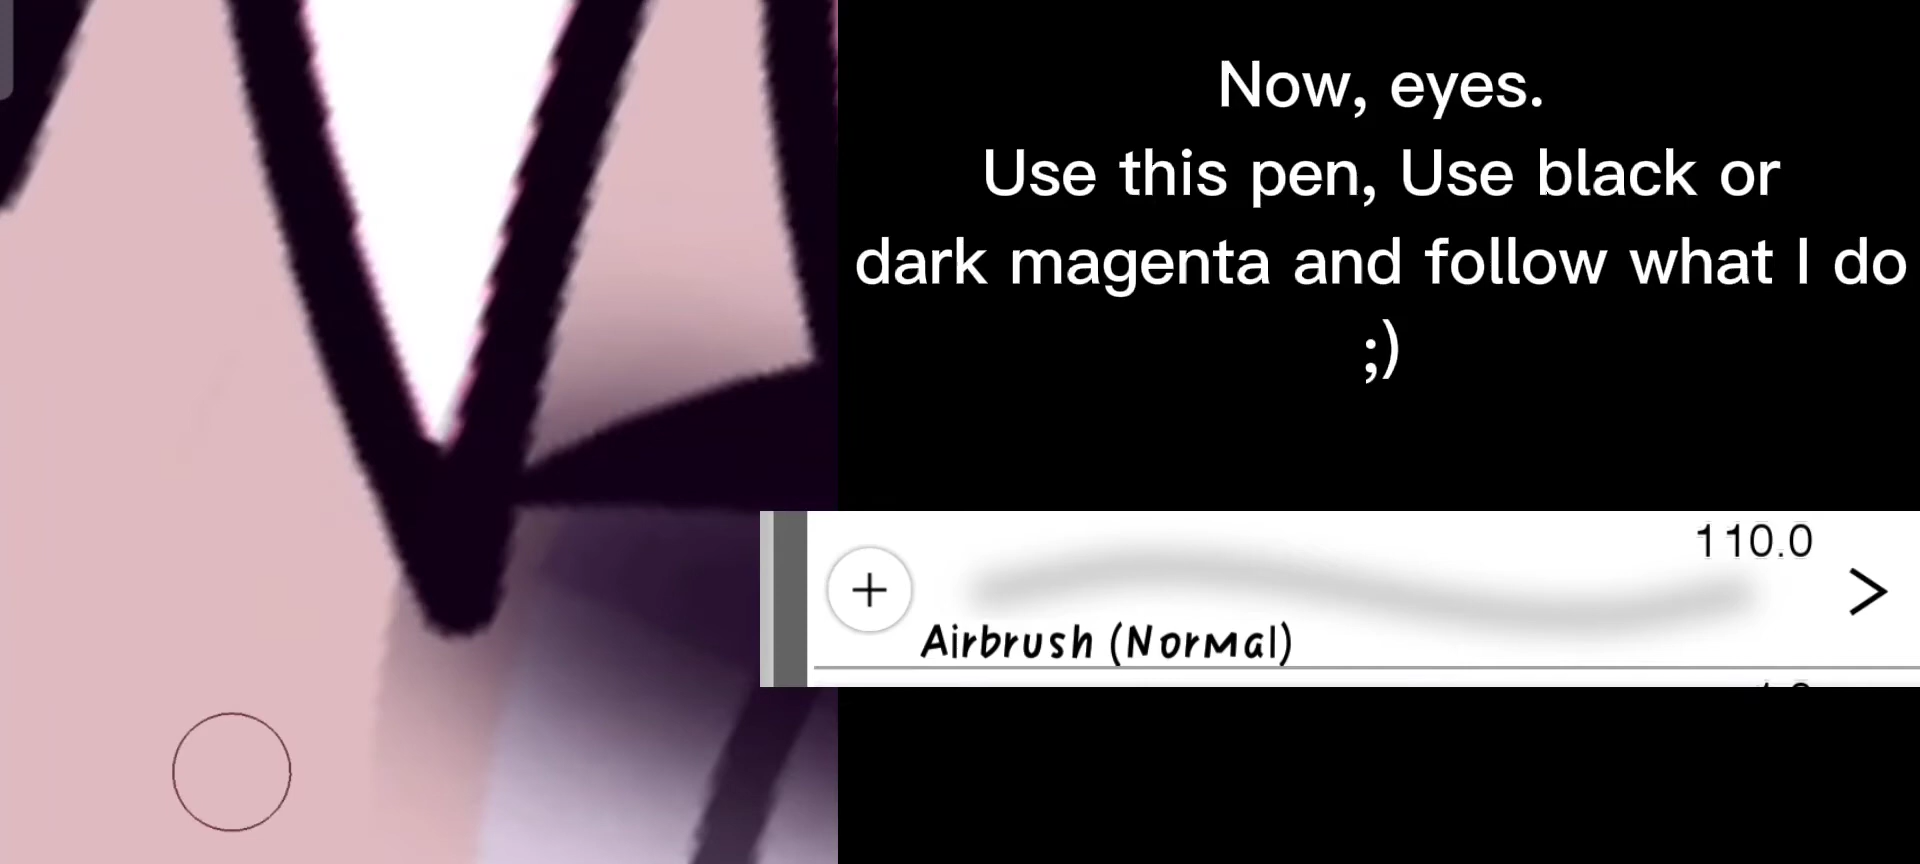 Now, eyes.
Use this pen, Use black or
dark magenta and follow what I do
;)
110.0
+
Airbrush (Normal)
>